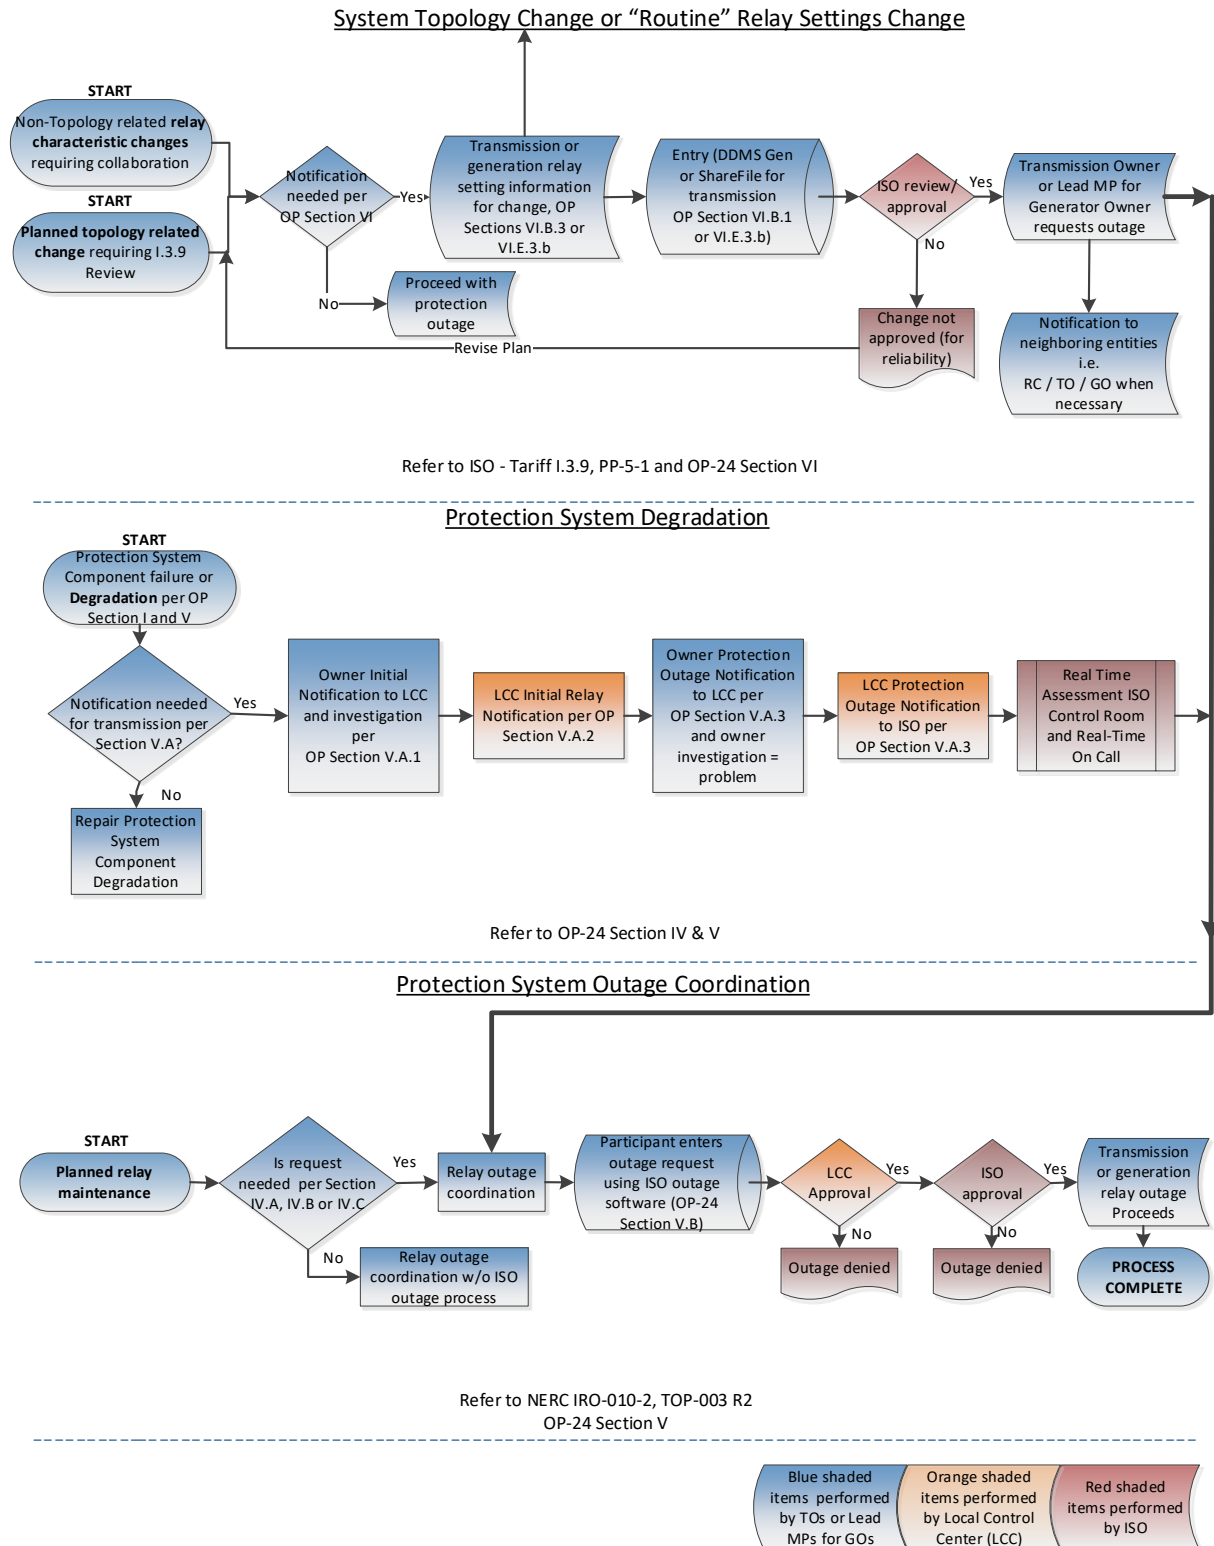 System Topology Change or “Routine” Relay Settings Change
START
Non-Topology related relay
characteristic changes
requiring collaboration
START
Planned topology related
change requiring I.3.9
Review
Notification
needed per
OP Section VI
Yes
No
Transmission or
generation relay
setting information
for change, OP
Sections VI.B.3 or
VI.E.3.b
Proceed with
protection
outage
Entry (DDMS Gen
or ShareFile for
transmission
OP Section VI.B.1
or VI.E.3.b)
ISO review/
approval
Yes
No
Change not
approved (for
reliability)
Revise Plan
Transmission Owner
or Lead MP for
Generator Owner
requests outage
Notification to
neighboring entities
i.e.
RC / TO / GO when
necessary
Refer to ISO - Tariff I.3.9, PP-5-1 and OP-24 Section VI
Protection System Degradation
START
Protection System
Component failure or
Degradation per OP
Section I and V
Notification needed
for transmission per
Section V.A?
Yes
No
Repair Protection
System
Component
Degradation
Owner Initial
Notification to LCC
and investigation
per
OP Section V.A.1
LCC Initial Relay
Notification per OP
Section V.A.2
Owner Protection
Outage Notification
to LCC per
OP Section V.A.3
and owner
investigation =
problem
LCC Protection
Outage Notification
to ISO per
OP Section V.A.3
Real Time
Assessment ISO
Control Room
and Real-Time
On Call
Refer to OP-24 Section IV & V
Protection System Outage Coordination
START
Planned relay
maintenance
Is request
needed per Section
IV.A, IV.B or IV.C
Yes
No
Relay outage
coordination w/o ISO
outage process
Relay outage
coordination
Participant enters
outage request
using ISO outage
software (OP-24
Section V.B)
LCC
Approval
Yes
No
Outage denied
ISO
approval
Yes
No
Outage denied
Transmission
or generation
relay outage
Proceeds
PROCESS
COMPLETE
Refer to NERC IRO-010-2, TOP-003 R2
OP-24 Section V
Blue shaded
items performed
by TOs or Lead
MPs for GOs
Orange shaded
items performed
by Local Control
Center (LCC)
Red shaded
items performed
by ISO